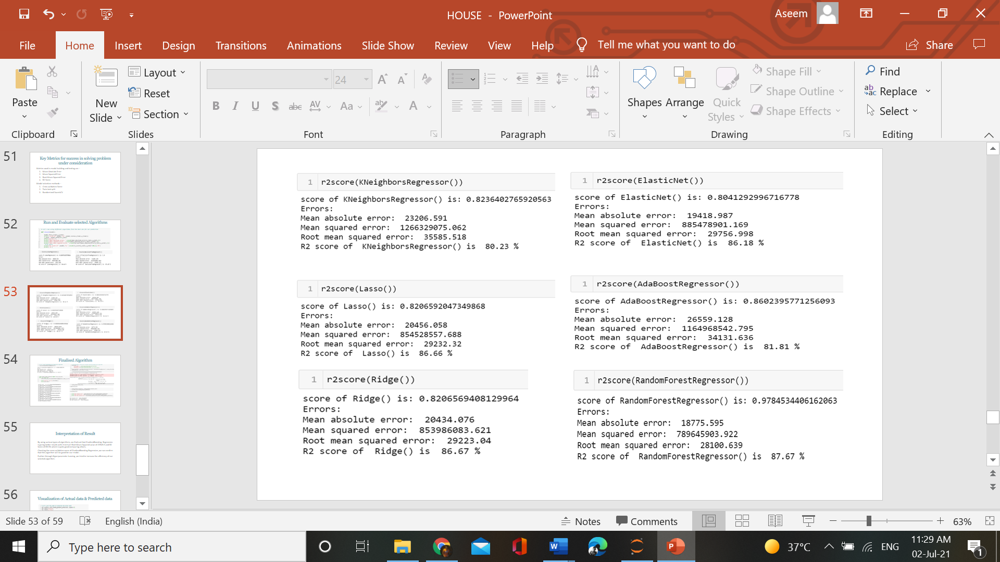 HOUSE - PowerPoint
Aseem
File
Home
Insert
Design
Transitions
Animations
Slide Show
Review
View
Help
Tell me what you want to do
Share
Paste
Clipboard
New
Slide
Layout
Reset
Section
Slides
24
B I U S abc AV Aa A
Font
Paragraph
Shapes
Arrange
Quick
Styles
Shape Fill
Shape Outline
Shape Effects
Drawing
Find
Replace
Select
Editing
51
Key Metrics for success in solving problem
under consideration
52
Run and Evaluate selected Algorithms
53
54
Finalised Algorithm
55
Interpretation of Result
56
Visualization of Actual data & Predicted data
1 r2score(KNeighborsRegressor())
score of KNeighborsRegressor() is: 0.8236402765920563
Errors:
Mean absolute error: 23206.591
Mean squared error: 1266329075.062
Root mean squared error: 35585.518
R2 score of KNeighborsRegressor() is 80.23 %
1 r2score(ElasticNet())
score of ElasticNet() is: 0.8041292996716778
Errors:
Mean absolute error: 19418.987
Mean squared error: 885478901.169
Root mean squared error: 29756.998
R2 score of ElasticNet() is 86.18 %
1 r2score(Lasso())
score of Lasso() is: 0.8206592047349868
Errors:
Mean absolute error: 20456.058
Mean squared error: 854528557.688
Root mean squared error: 29232.32
R2 score of Lasso() is 86.66 %
1 r2score(AdaBoostRegressor())
score of AdaBoostRegressor() is: 0.8602395771256093
Errors:
Mean absolute error: 26559.128
Mean squared error: 1164968542.795
Root mean squared error: 34131.636
R2 score of AdaBoostRegressor() is 81.81 %
1 r2score(Ridge())
score of Ridge() is: 0.8206569408129964
Errors:
Mean absolute error: 20434.076
Mean squared error: 853986083.621
Root mean squared error: 29223.04
R2 score of Ridge() is 86.67 %
1 r2score(RandomForestRegressor())
score of RandomForestRegressor() is: 0.9784534406162063
Errors:
Mean absolute error: 18775.595
Mean squared error: 789645903.922
Root mean squared error: 28100.639
R2 score of RandomForestRegressor() is 87.67 %
Slide 53 of 59
English (India)
Notes
Comments
63%
Type here to search
37°C
ENG
11:29 AM
02-Jul-21
1